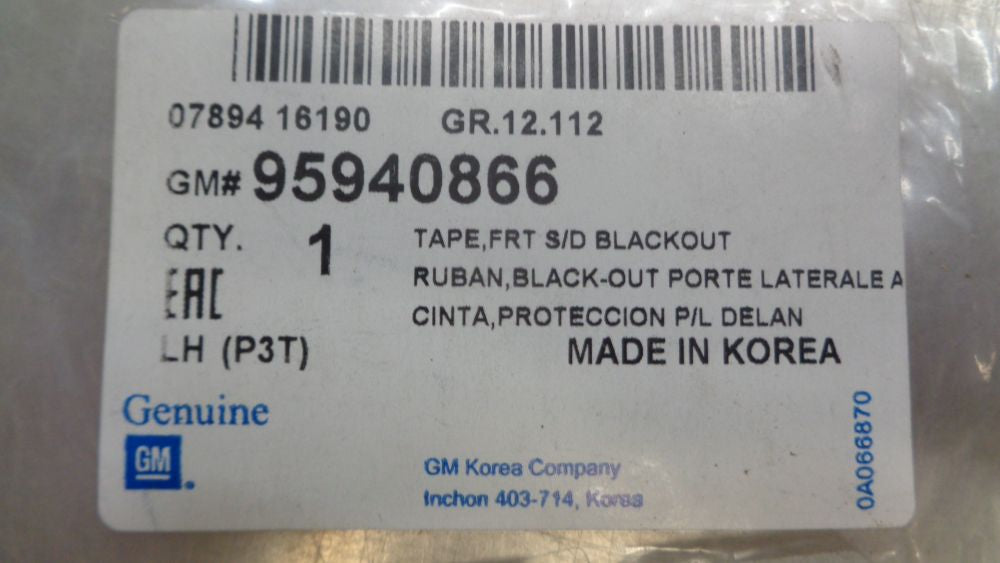 07894 16190 GR.12.112
GM# 95940866
QTY. 1 TAPE,FRT S/D BLACKOUT
RUBAN,BLACK-OUT PORTE LATERALE A
EAC CINTA,PROTECCION P/L DELAN
LH (P3T) MADE IN KOREA
Genuine
GM
GM Korea Company
Inchon 403-714, Korea
0A066870